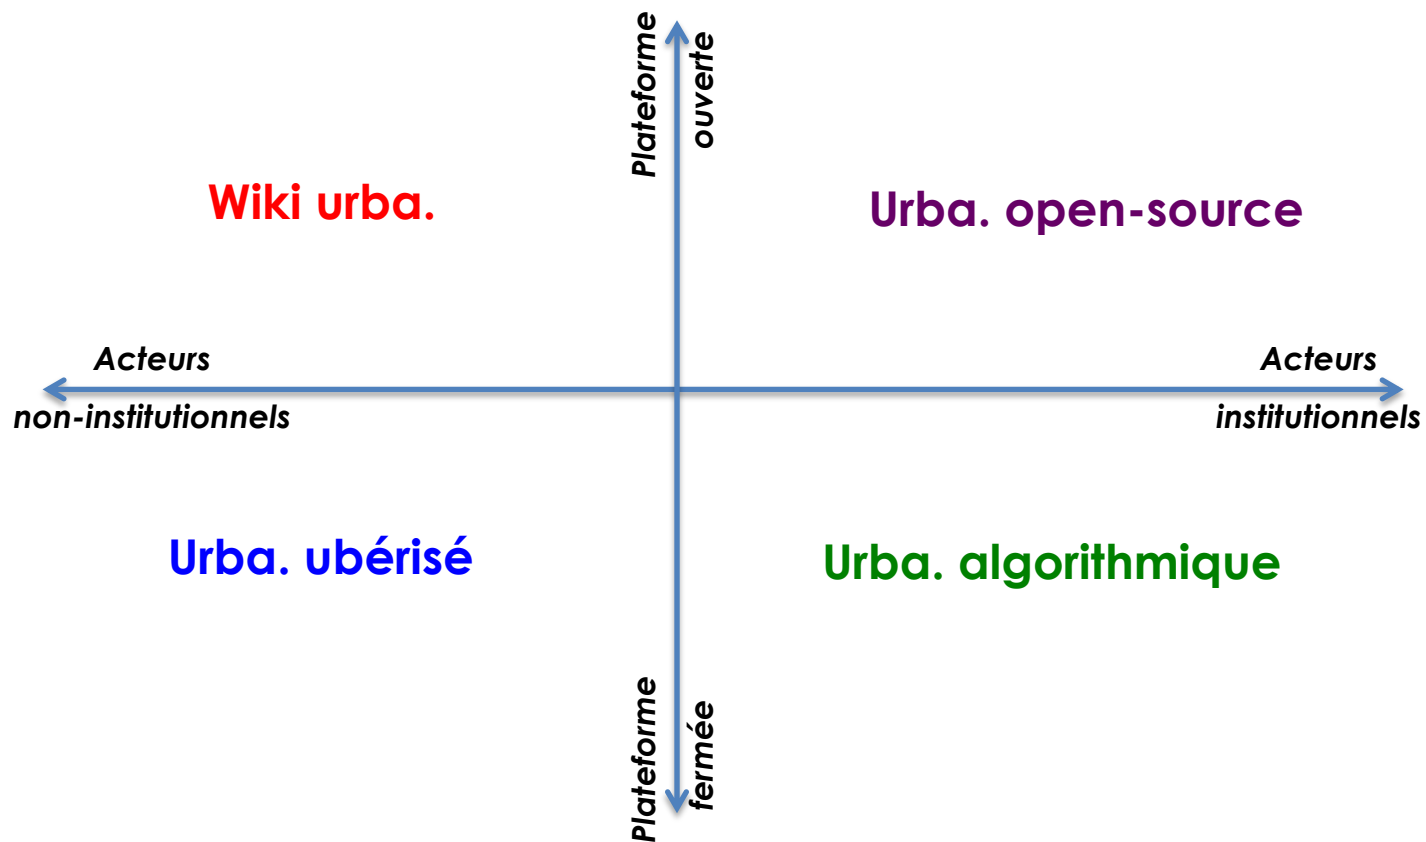 Plateforme
ouverte
Wiki urba.
Urba. open-source
Acteurs
non-institutionnels
Acteurs
institutionnels
Urba. ubérisé
Urba. algorithmique
Plateforme
fermée